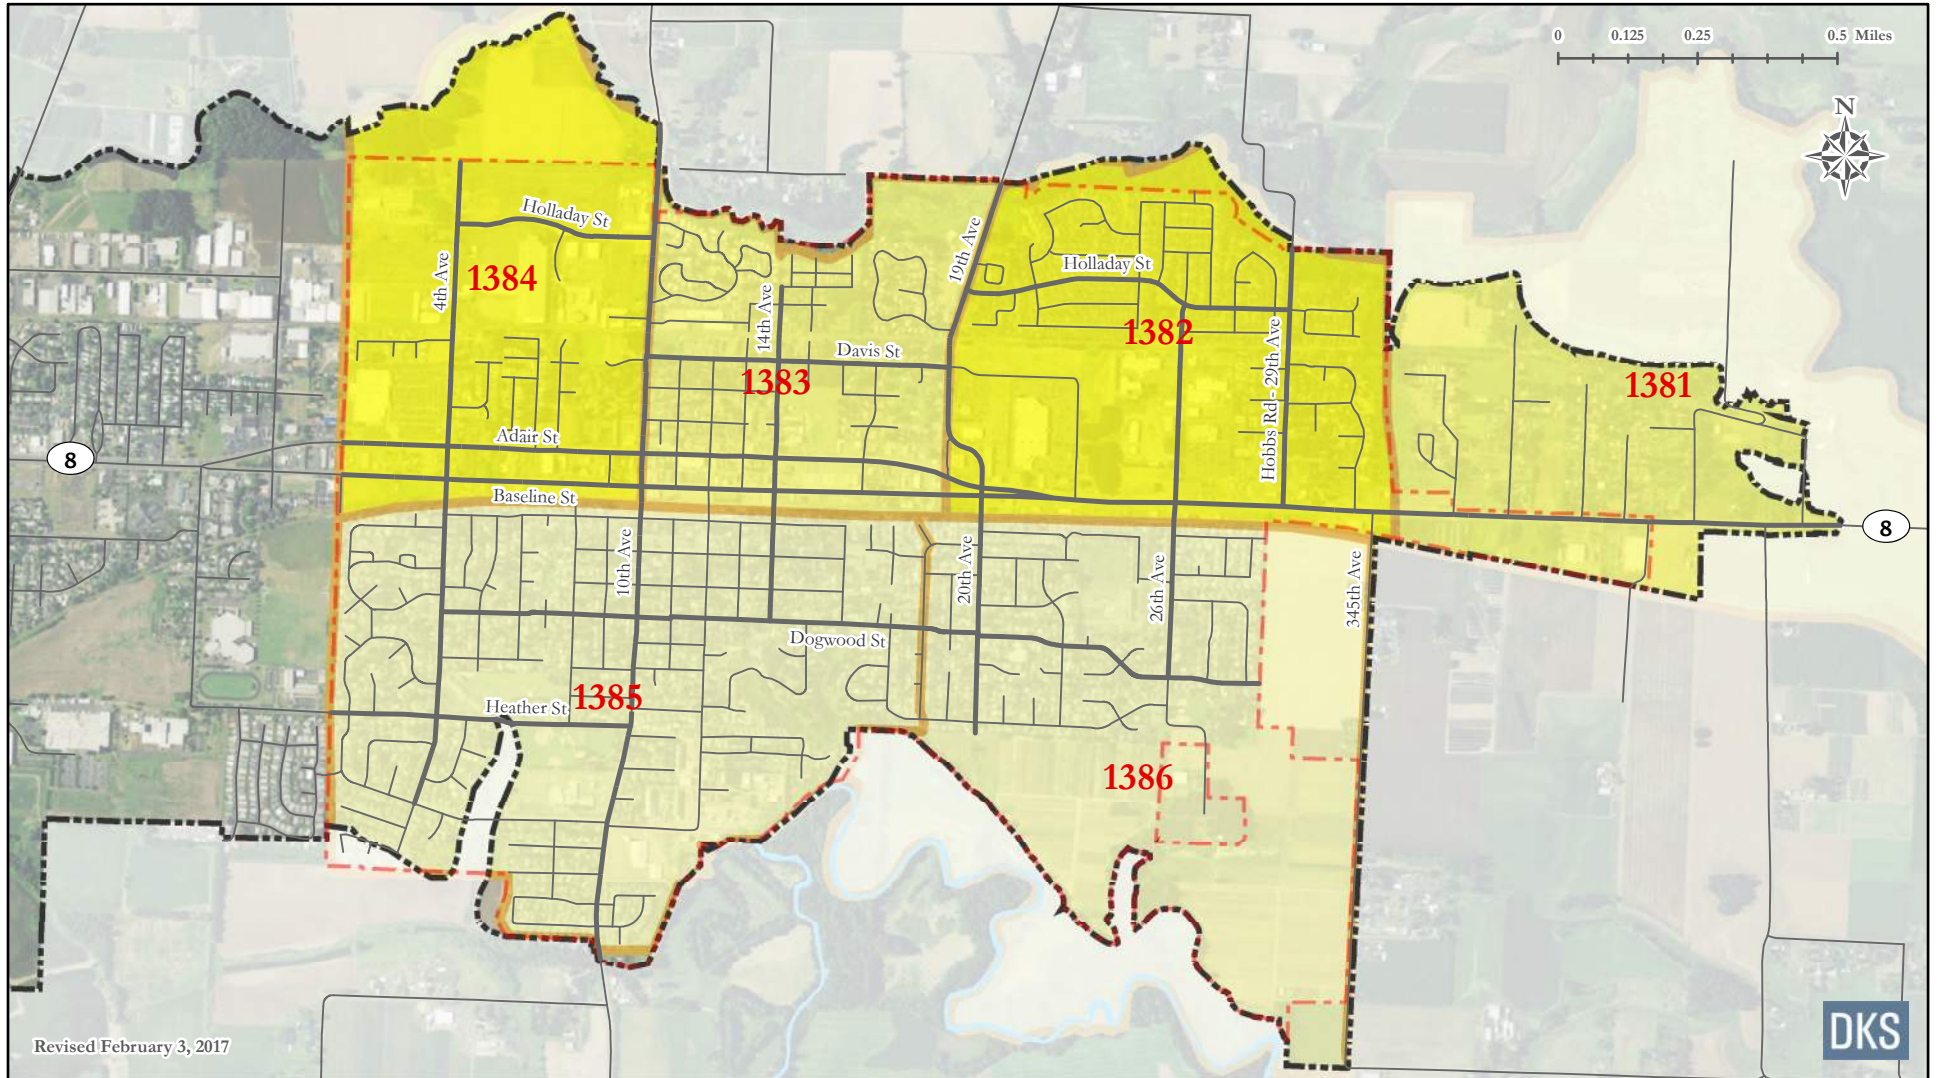 0 0.125 0.25 0.5 Miles
N
Holladay St
4th Ave
1384
19th Ave
Holladay St
14th Ave
1382
Hobbs Rd - 29th Ave
Davis St
1383
1381
Adair St
8
Baseline St
8
10th Ave
20th Ave
26th Ave
345th Ave
Dogwood St
1385
Heather St
1386
Revised February 3, 2017
DKS